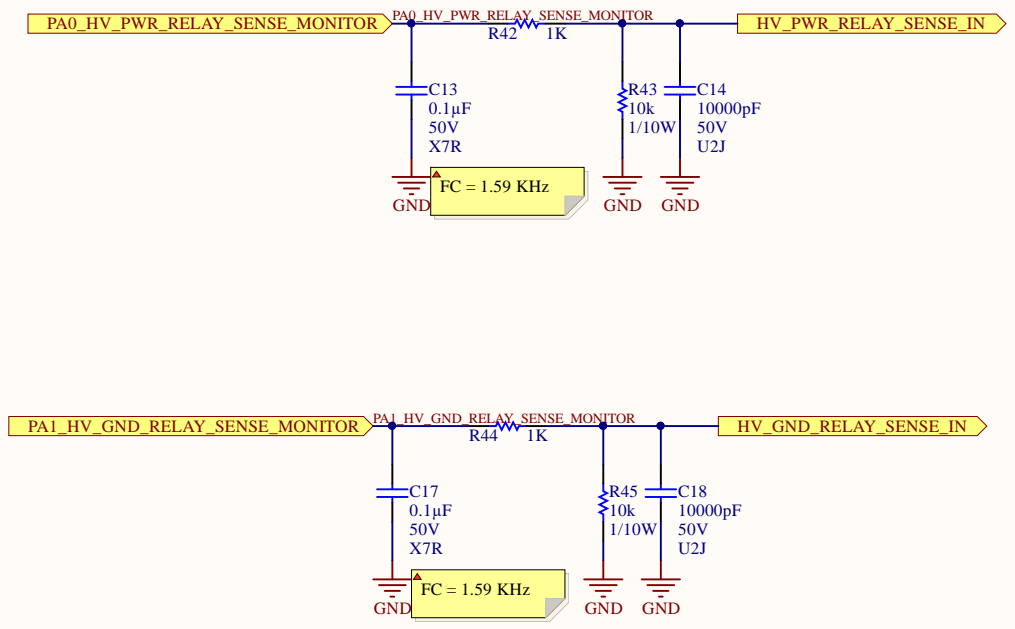 PA0_HV_PWR_RELAY_SENSE_MONITOR
PA0_HV_PWR_RELAY_SENSE_MONITOR
HV_PWR_RELAY_SENSE_IN
R42 1K
C13
0.1µF
50V
X7R
R43
10k
1/10W
C14
10000pF
50V
U2J
FC = 1.59 KHz
GND
GND
GND
PA1_HV_GND_RELAY_SENSE_MONITOR
PA1_HV_GND_RELAY_SENSE_MONITOR
HV_GND_RELAY_SENSE_IN
R44 1K
C17
0.1µF
50V
X7R
R45
10k
1/10W
C18
10000pF
50V
U2J
FC = 1.59 KHz
GND
GND
GND